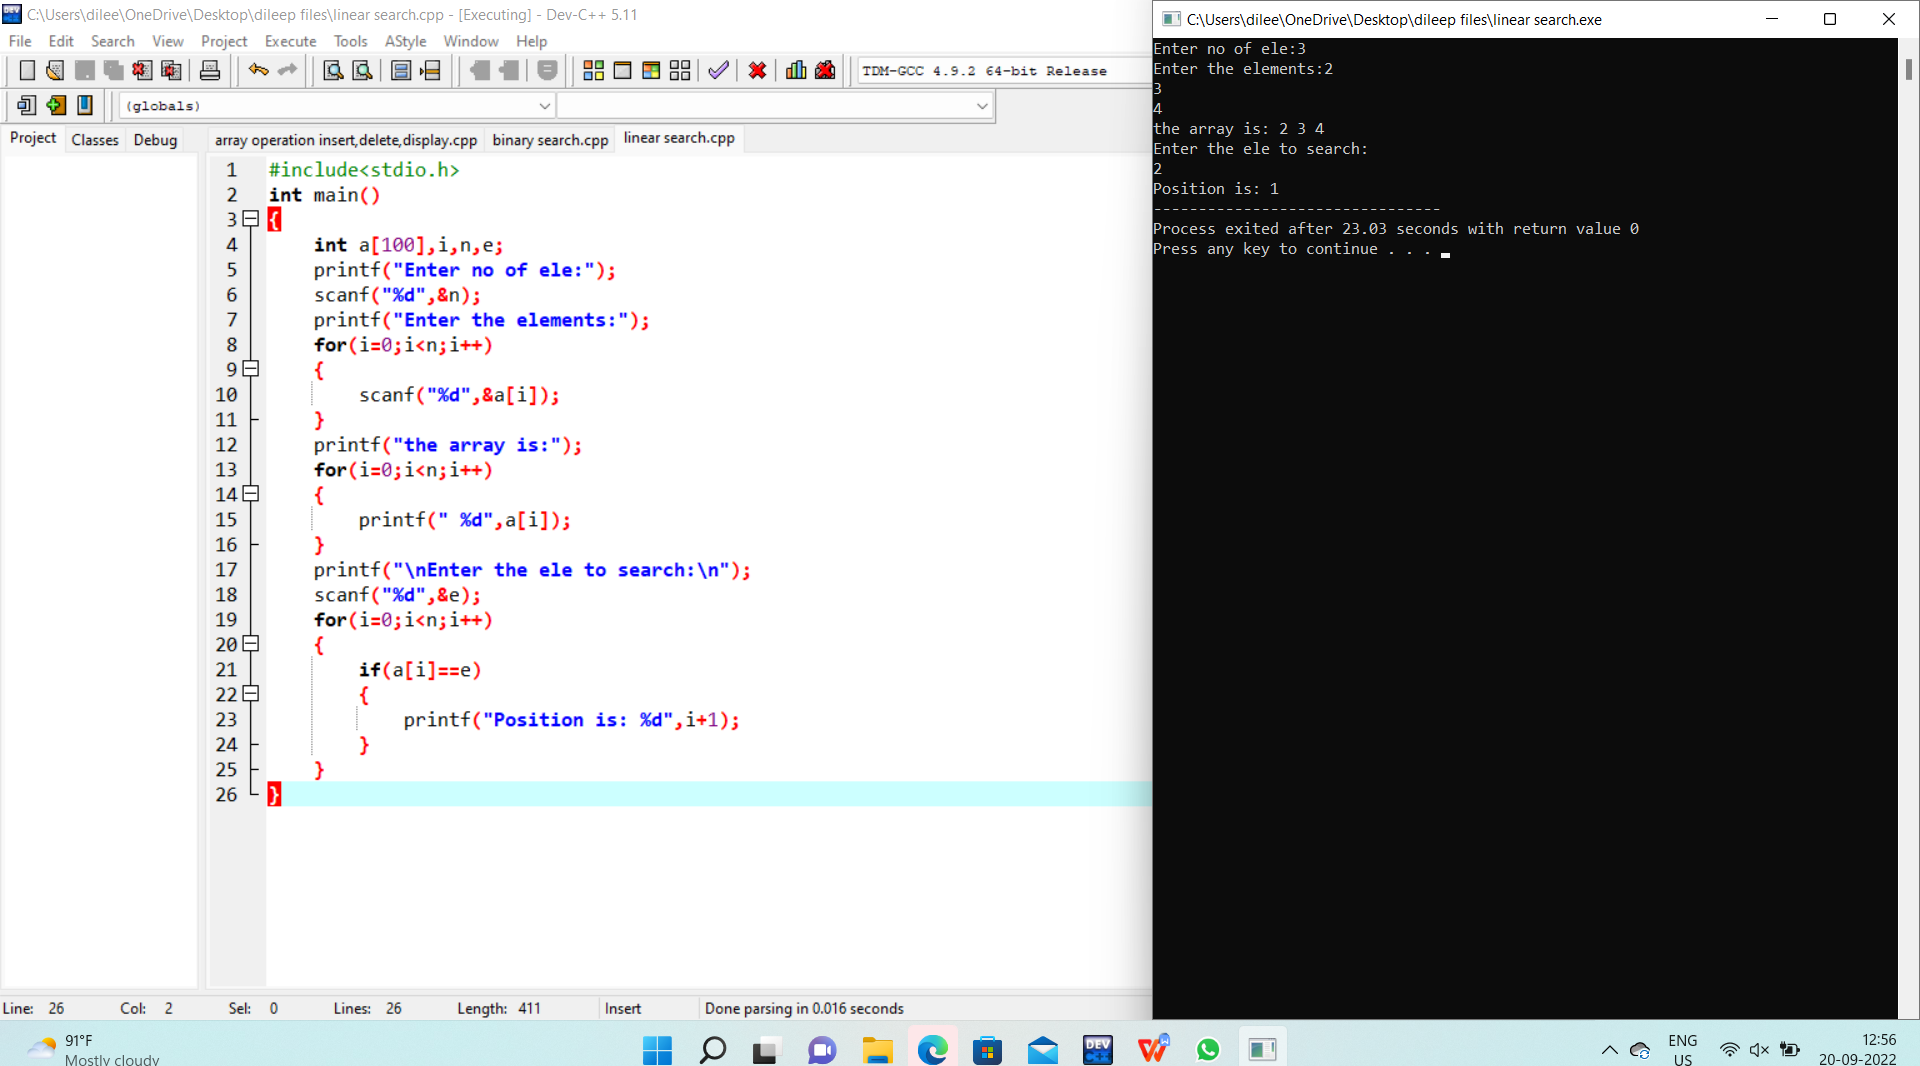 C:\Users\dilee\OneDrive\Desktop\dileep files\linear search.cpp - [Executing] - Dev-C++ 5.11
File Edit Search View Project Execute Tools AStyle Window Help
TDM-GCC 4.9.2 64-bit Release
(globals)
Project Classes Debug
array operation insert,delete,display.cpp binary search.cpp linear search.cpp
1 #include<stdio.h>
2 int main()
3 {
4 int a[100],i,n,e;
5 printf("Enter no of ele:");
6 scanf("%d",&n);
7 printf("Enter the elements:");
8 for(i=0;i<n;i++)
9 {
10 scanf("%d",&a[i]);
11 }
12 printf("the array is:");
13 for(i=0;i<n;i++)
14 {
15 printf(" %d",a[i]);
16 }
17 printf("\nEnter the ele to search:\n");
18 scanf("%d",&e);
19 for(i=0;i<n;i++)
20 {
21 if(a[i]==e)
22 {
23 printf("Position is: %d",i+1);
24 }
25 }
26 }
Line: 26 Col: 2 Sel: 0 Lines: 26 Length: 411 Insert Done parsing in 0.016 seconds
C:\Users\dilee\OneDrive\Desktop\dileep files\linear search.exe
Enter no of ele:3
Enter the elements:2
3
4
the array is: 2 3 4
Enter the ele to search:
2
Position is: 1
--------------------------------
Process exited after 23.03 seconds with return value 0
Press any key to continue . . .
91°F
Mostly cloudy
DEV
C++
ENG
US
12:56
20-09-2022